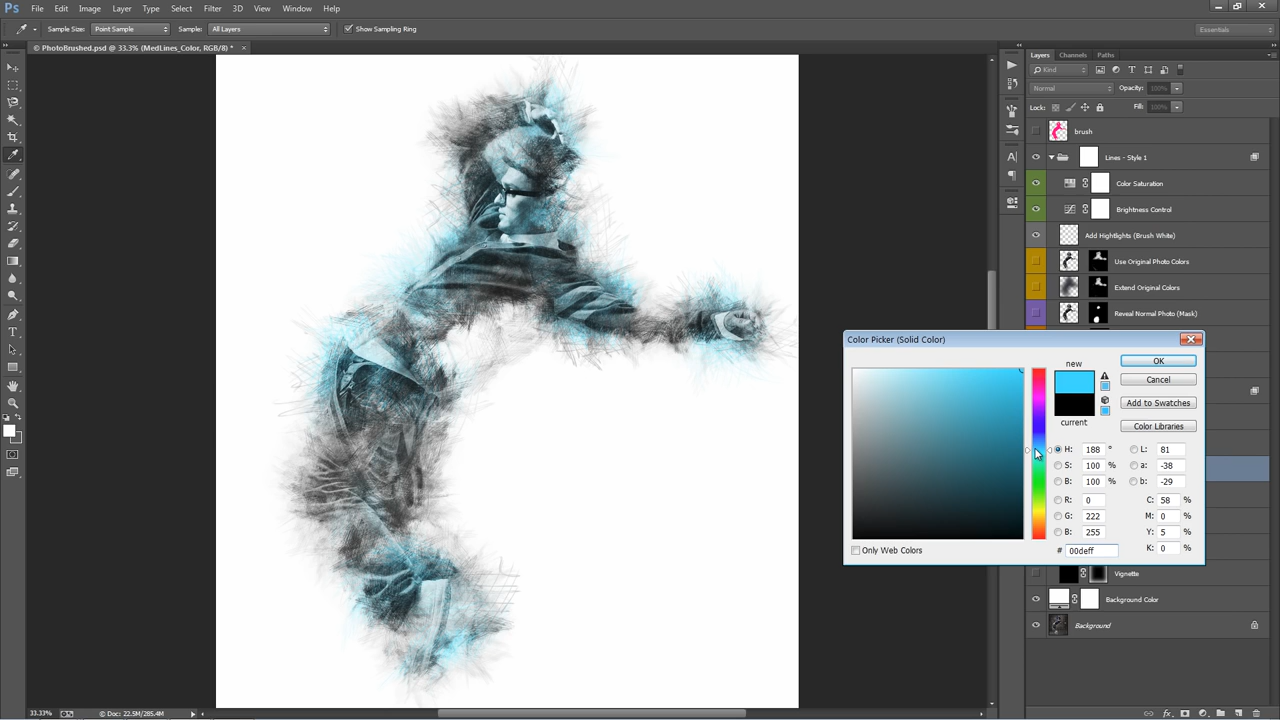 Ps File Edit Image Layer Type Select Filter 3D View Window Help
Sample Size: Point Sample Sample: All Layers Show Sampling Ring Essentials
© PhotoBrushed.psd @ 33.3% (MedLines_Color, RGB/8) * ×
Layers Channels Paths
Kind
Normal Opacity: 100%
Lock: Fill: 100%
brush
Lines - Style 1
Color Saturation
Brightness Control
Add HIghtlights (Brush White)
Use Original Photo Colors
Extend Original Colors
Reveal Normal Photo (Mask)
Color Picker (Solid Color)
new
OK
Cancel
Add to Swatches
current
Color Libraries
H: 188 ° L: 81
S: 100 % a: -38
B: 100 % b: -29
R: 0 C: 58 %
G: 222 M: 0 %
B: 255 Y: 5 %
Only Web Colors # 00deff K: 0 %
Vignette
Background Color
Background
33.33% Doc: 22.5M/285.4M